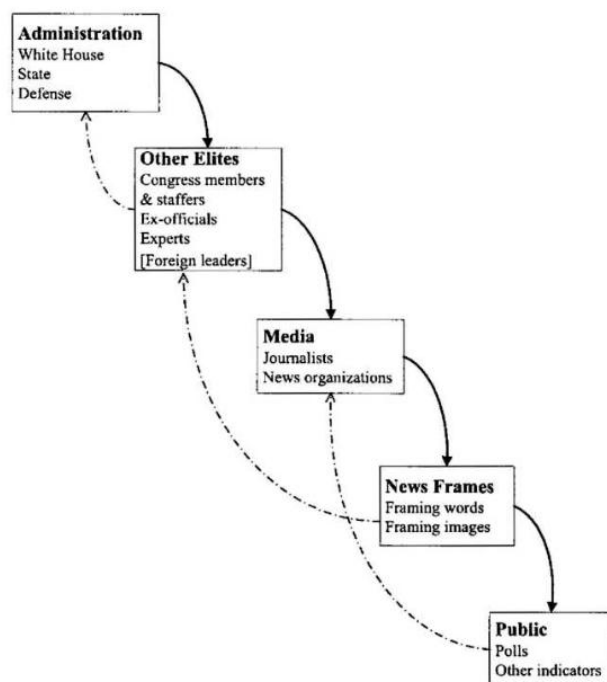 Administration
White House
State
Defense
Other Elites
Congress members
& staffers
Ex-officials
Experts
[Foreign leaders]
Media
Journalists
News organizations
News Frames
Framing words
Framing images
Public
Polls
Other indicators